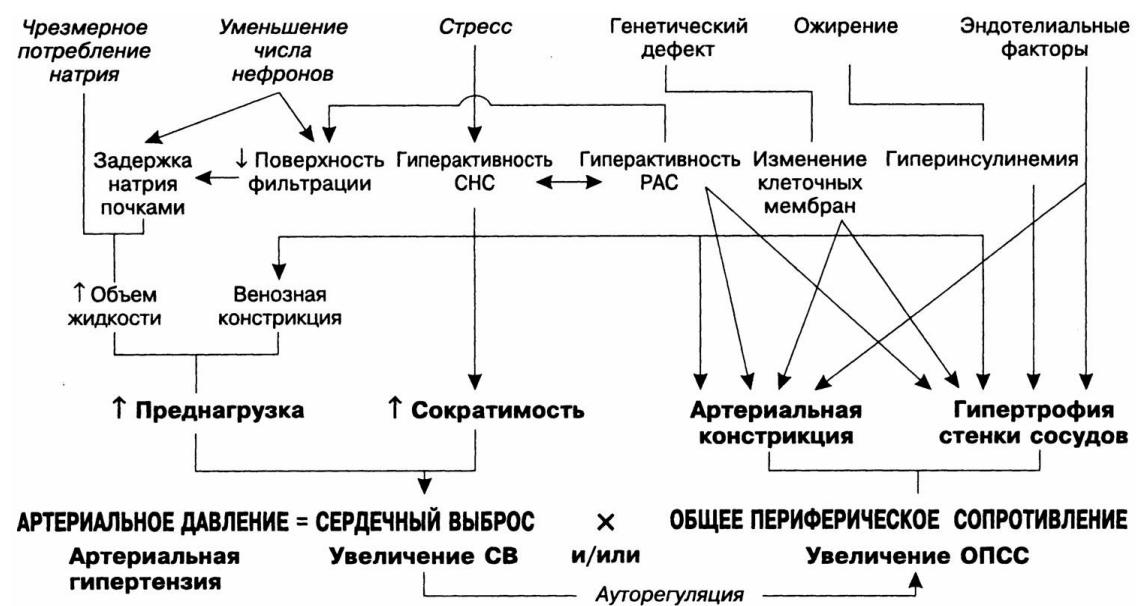 Чрезмерное
потребление
натрия
Уменьшение
числа
нефронов
Стресс
Генетический
дефект
Ожирение
Эндотелиальные
факторы
Задержка
натрия
почками
↓ Поверхность
фильтрации
Гиперактивность
СНС
Гиперактивность
РАС
Изменение
клеточных
мембран
Гиперинсулинемия
↑ Объем
жидкости
Венозная
констрикция
↑ Преднагрузка
↑ Сократимость
Артериальная
констрикция
Гипертрофия
стенки сосудов
АРТЕРИАЛЬНОЕ ДАВЛЕНИЕ = СЕРДЕЧНЫЙ ВЫБРОС × ОБЩЕЕ ПЕРИФЕРИЧЕСКОЕ СОПРОТИВЛЕНИЕ
Артериальная
гипертензия
Увеличение СВ
и/или
Увеличение ОПСС
Ауторегуляция